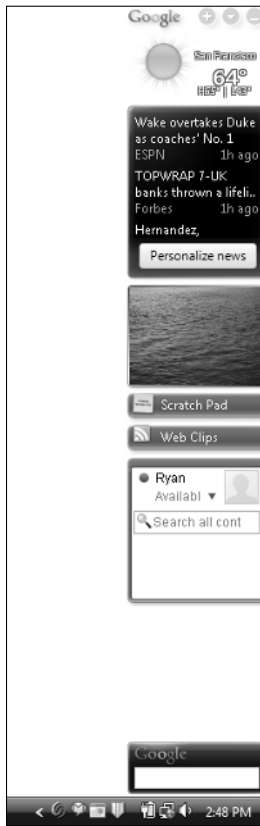 Google
San Francisco
64°
Wake overtakes Duke
as coaches' No. 1
ESPN 1h ago
TOPWRAP 7-UK
banks thrown a lifeli..
Forbes 1h ago
Hernandez,
Personalize news
Scratch Pad
Web Clips
Ryan
Availabl
Search all cont
Google
2:48 PM